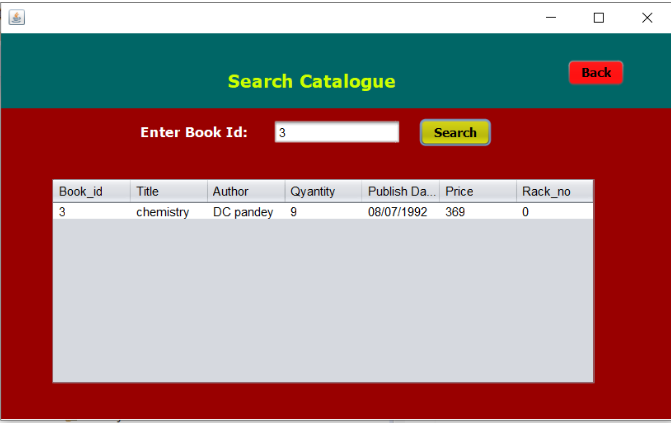 Search Catalogue
Back
Enter Book Id: 3 Search
Book_id Title Author Qyantity Publish Da... Price Rack_no
3 chemistry DC pandey 9 08/07/1992 369 0